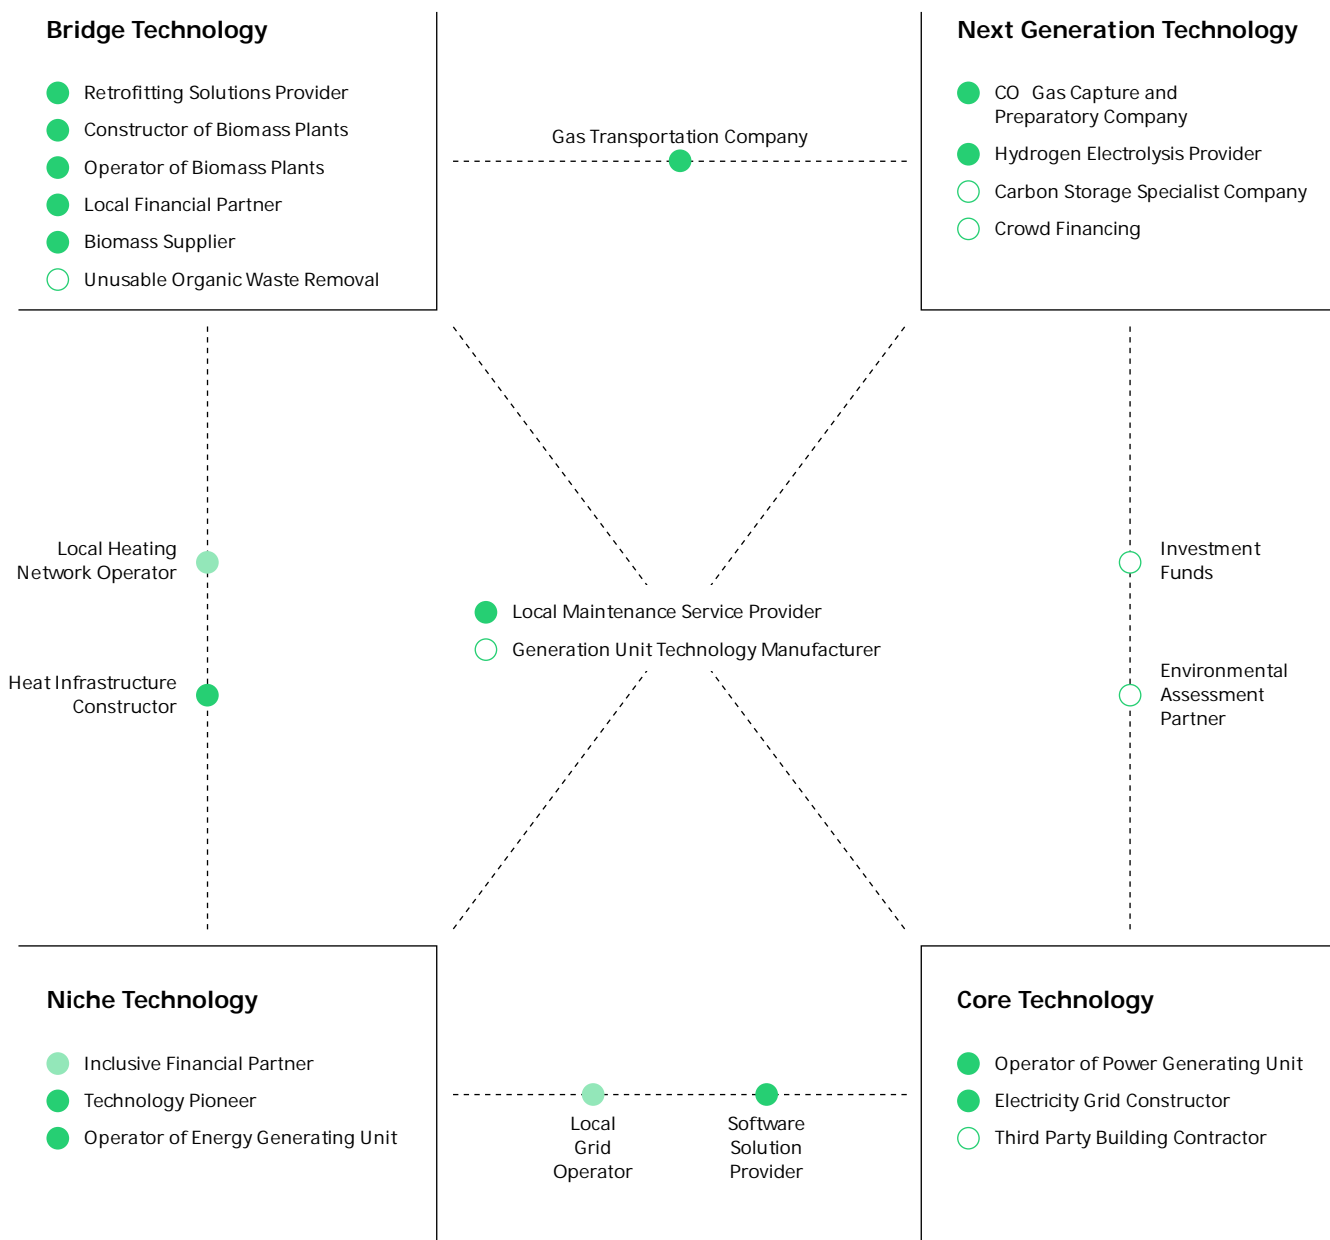 Bridge Technology
Retrofitting Solutions Provider
Constructor of Biomass Plants
Operator of Biomass Plants
Local Financial Partner
Biomass Supplier
Unusable Organic Waste Removal
Gas Transportation Company
Next Generation Technology
CO Gas Capture and
Preparatory Company
Hydrogen Electrolysis Provider
Carbon Storage Specialist Company
Crowd Financing
Local Heating
Network Operator
Heat Infrastructure
Constructor
Local Maintenance Service Provider
Generation Unit Technology Manufacturer
Investment
Funds
Environmental
Assessment
Partner
Niche Technology
Inclusive Financial Partner
Technology Pioneer
Operator of Energy Generating Unit
Local
Grid
Operator
Software
Solution
Provider
Core Technology
Operator of Power Generating Unit
Electricity Grid Constructor
Third Party Building Contractor